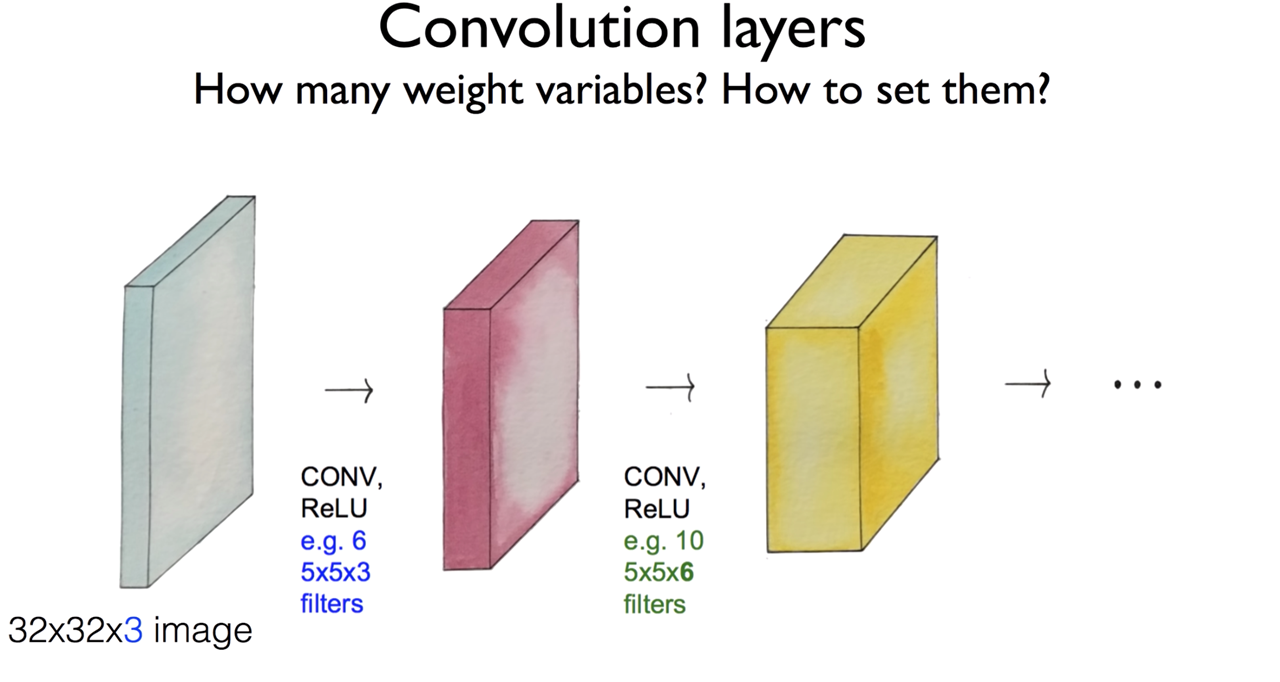 Convolution layers
How many weight variables? How to set them?
CONV,
ReLU
e.g. 6
5x5x3
filters
CONV,
ReLU
e.g. 10
5x5x6
filters
...
32x32x3 image